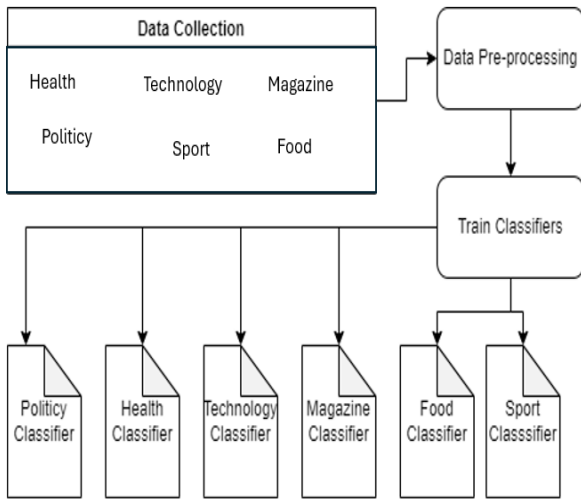 Data Collection
Health
Technology
Magazine
Politicy
Sport
Food
Data Pre-processing
Train Classifiers
Politicy
Classifier
Health
Classifier
Technology
Classifier
Magazine
Classifier
Food
Classifier
Sport
Classsifier